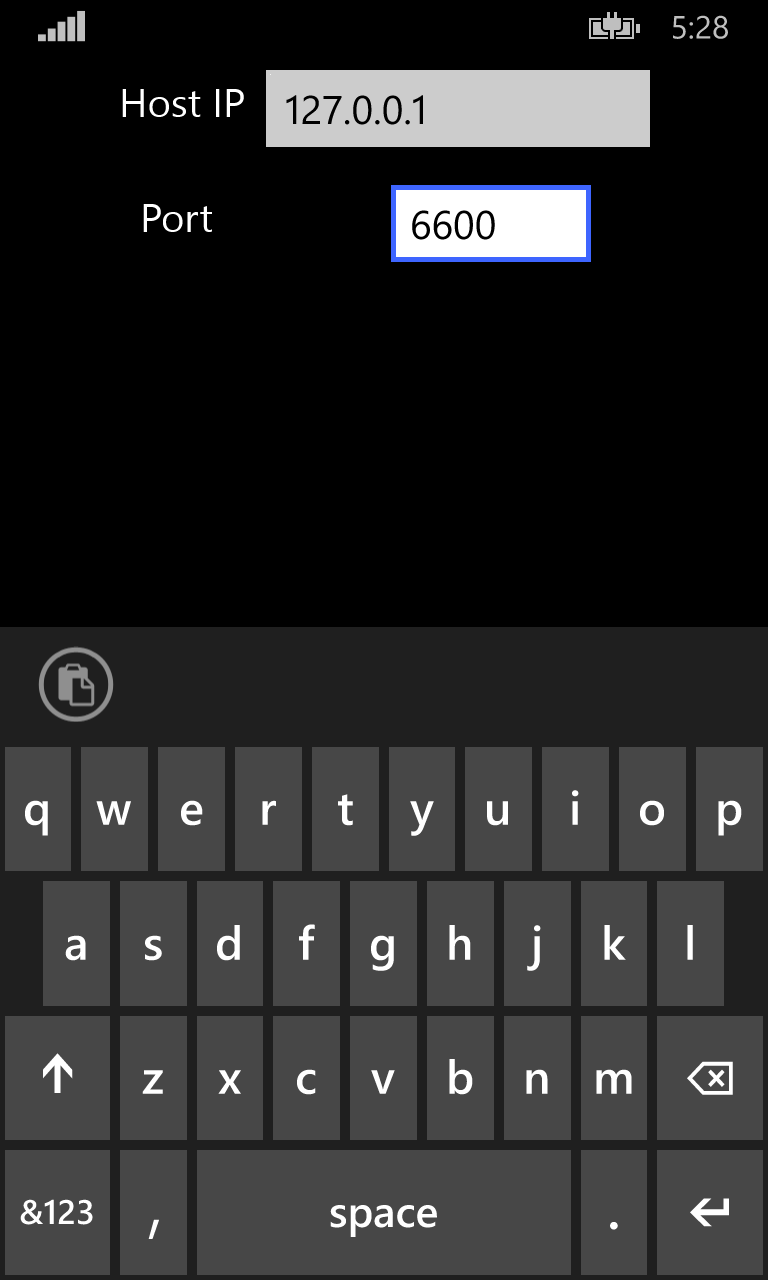 5:28
Host IP 127.0.0.1
Port 6600
q w e r t y u i o p
a s d f g h j k l
z x c v b n m
&123 , space .